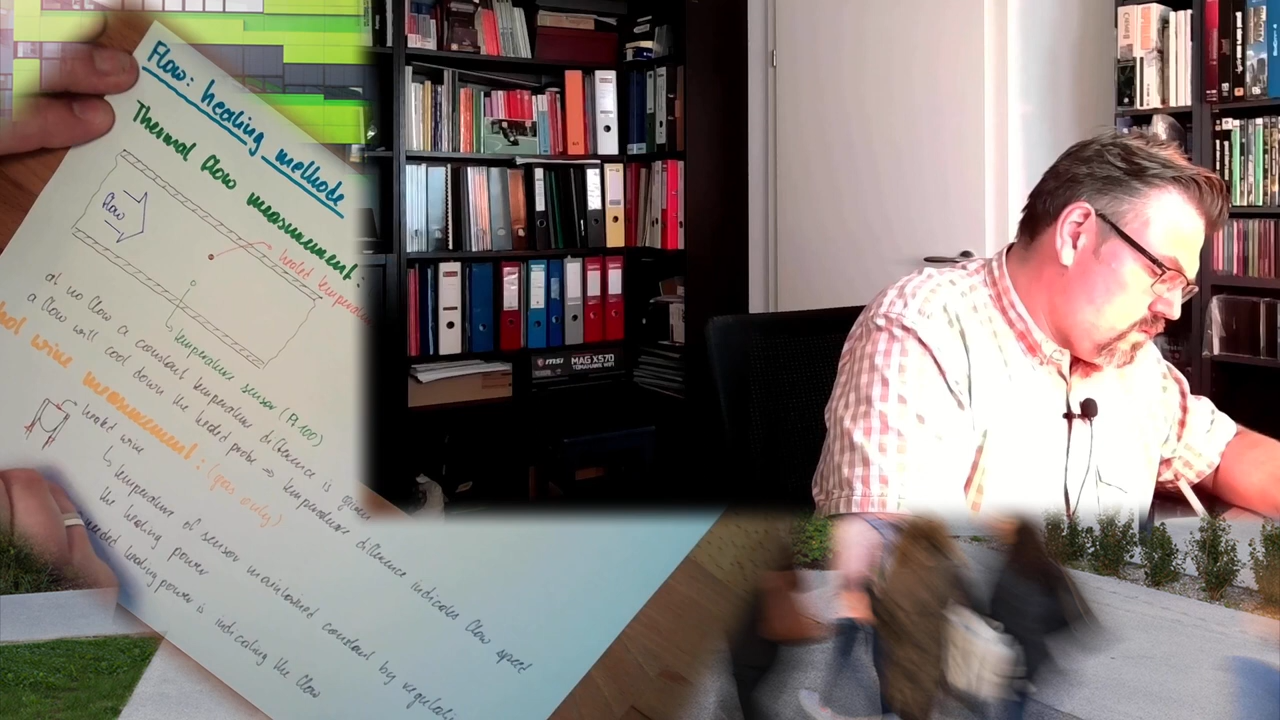 Flow: heating methode
Thermal flow measurement:
flow
heated temperature
temperature sensor (Pt100)
at no flow a constant temperature difference is given
a flow will cool down the heated probe → temperature difference indicates flow speed
hot wire measurement: (gas only)
heated wire
↳ temperature of sensor maintained constant by
the heating power
needed heating power is indicating the flow
msi
MAG X570
TOMAHAWK WIFI